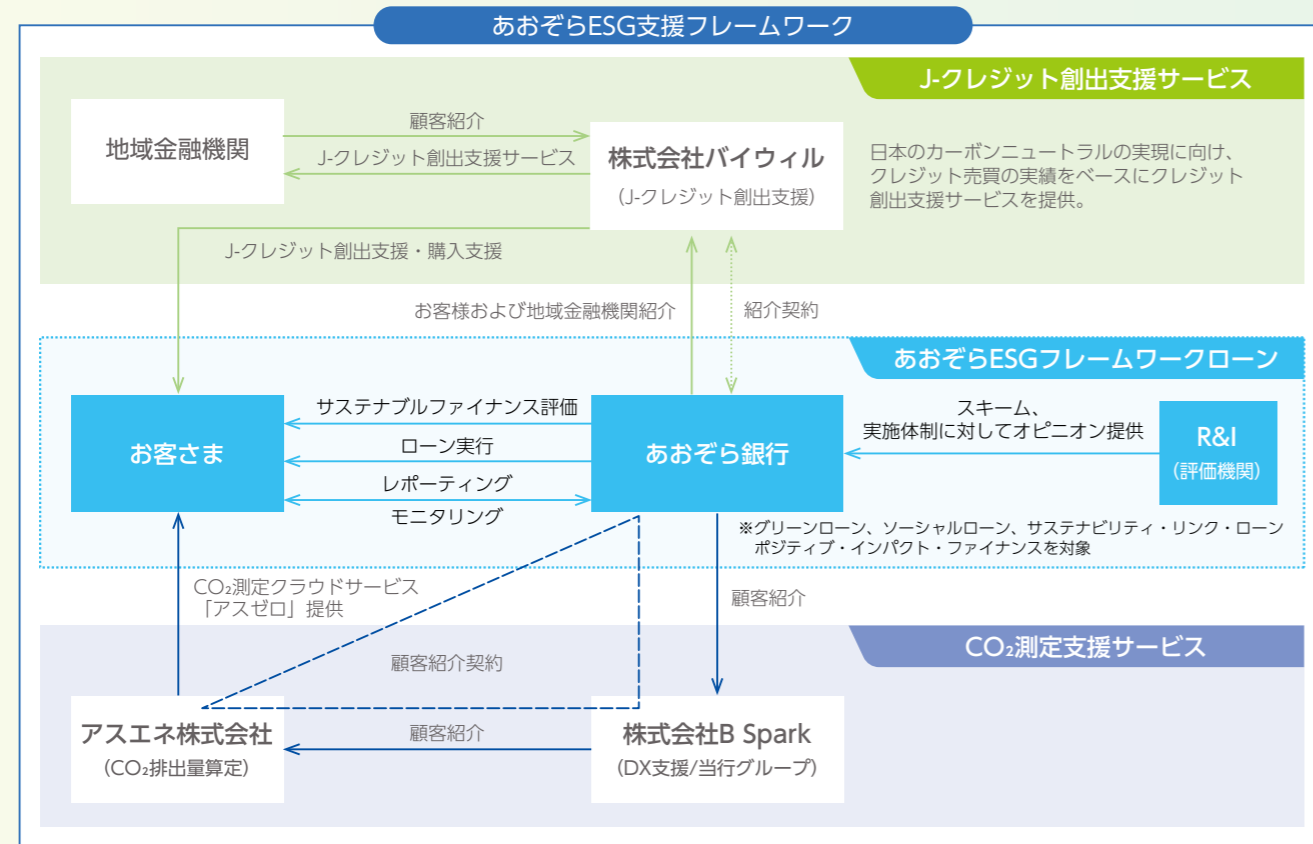 あおぞらESG支援フレームワーク
J-クレジット創出支援サービス
地域金融機関
顧客紹介
J-クレジット創出支援サービス
株式会社バイウィル
(J-クレジット創出支援)
日本のカーボンニュートラルの実現に向け、
クレジット売買の実績をベースにクレジット
創出支援サービスを提供。
J-クレジット創出支援・購入支援
お客様および地域金融機関紹介
紹介契約
あおぞらESGフレームワークローン
お客さま
サステナブルファイナンス評価
ローン実行
レポーティング
モニタリング
あおぞら銀行
スキーム、
実施体制に対してオピニオン提供
R&I
(評価機関)
※グリーンローン、ソーシャルローン、サステナビリティ・リンク・ローン
ポジティブ・インパクト・ファイナンスを対象
CO₂測定クラウドサービス
「アスゼロ」提供
顧客紹介
CO₂測定支援サービス
顧客紹介契約
アスエネ株式会社
(CO₂排出量算定)
顧客紹介
株式会社B Spark
(DX支援/当行グループ)